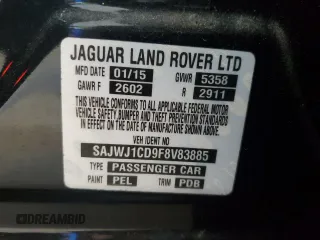 JAGUAR LAND ROVER LTD
MFD DATE 01/15 GVWR 5358
GAWR F 2602 R 2911
THIS VEHICLE CONFORMS TO ALL APPLICABLE FEDERAL MOTOR
VEHICLE SAFETY, BUMPER AND THEFT PREVENTION STANDARDS
IN EFFECT ON THE DATE OF MANUFACTURE SHOWN ABOVE
VEH IDENT NO
SAJWJ1CD9F8V83885
TYPE PASSENGER CAR
PAINT PEL TRIM PDB
© DREAMBID